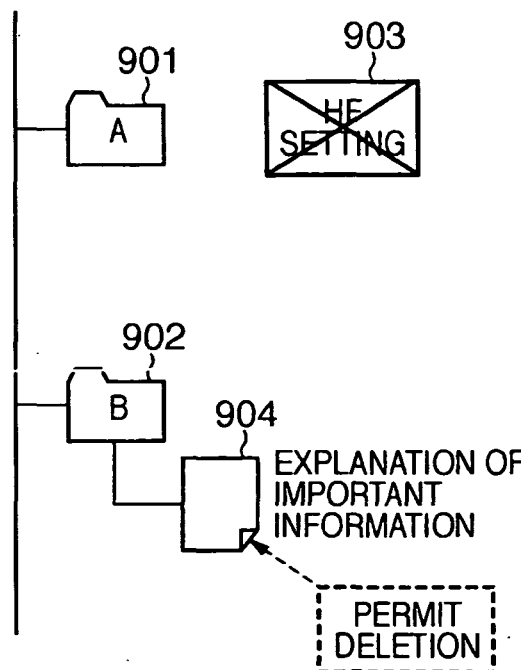 901
903
A
HF
SETTING
902
B
904
EXPLANATION OF
IMPORTANT
INFORMATION
PERMIT
DELETION